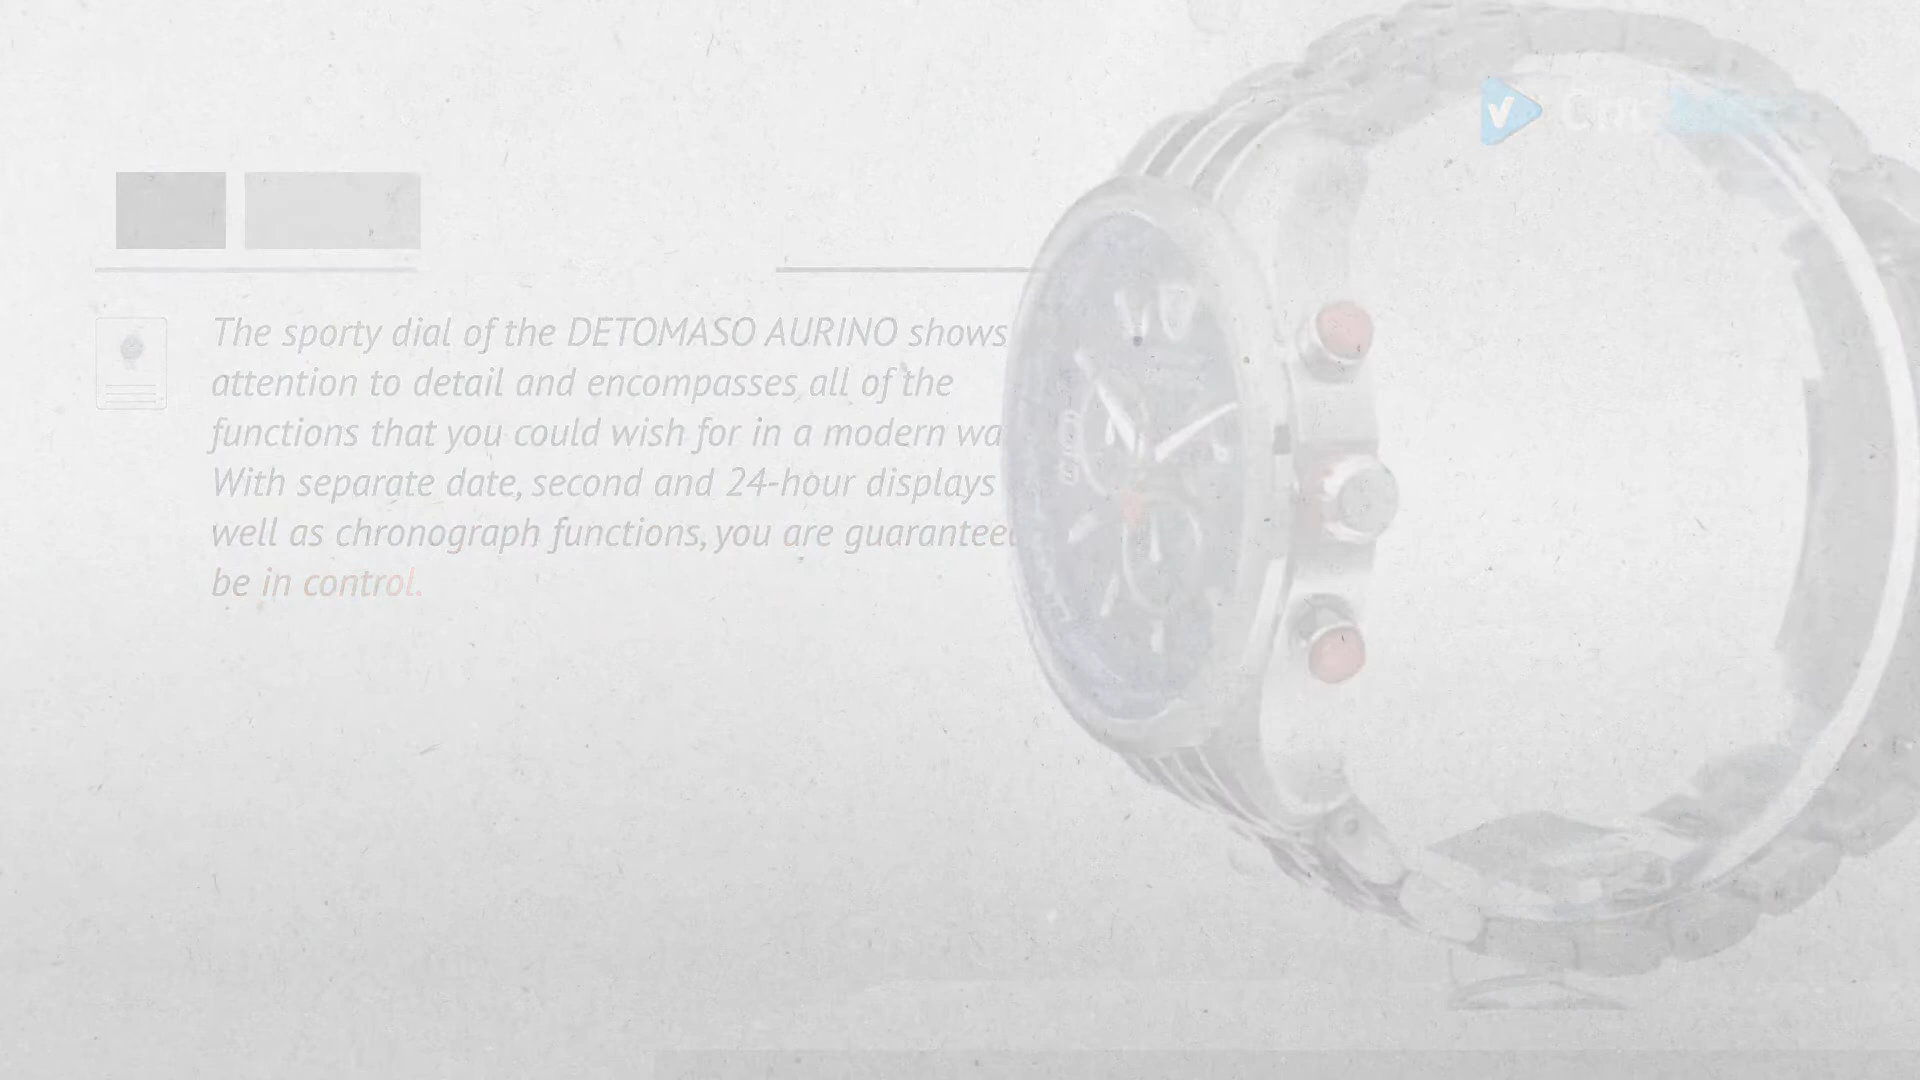 The sporty dial of the DETOMASO AURINO shows
attention to detail and encompasses all of the
functions that you could wish for in a modern
With separate date, second and 24-hour displays
well as chronograph functions, you are guaranteed
be in control.